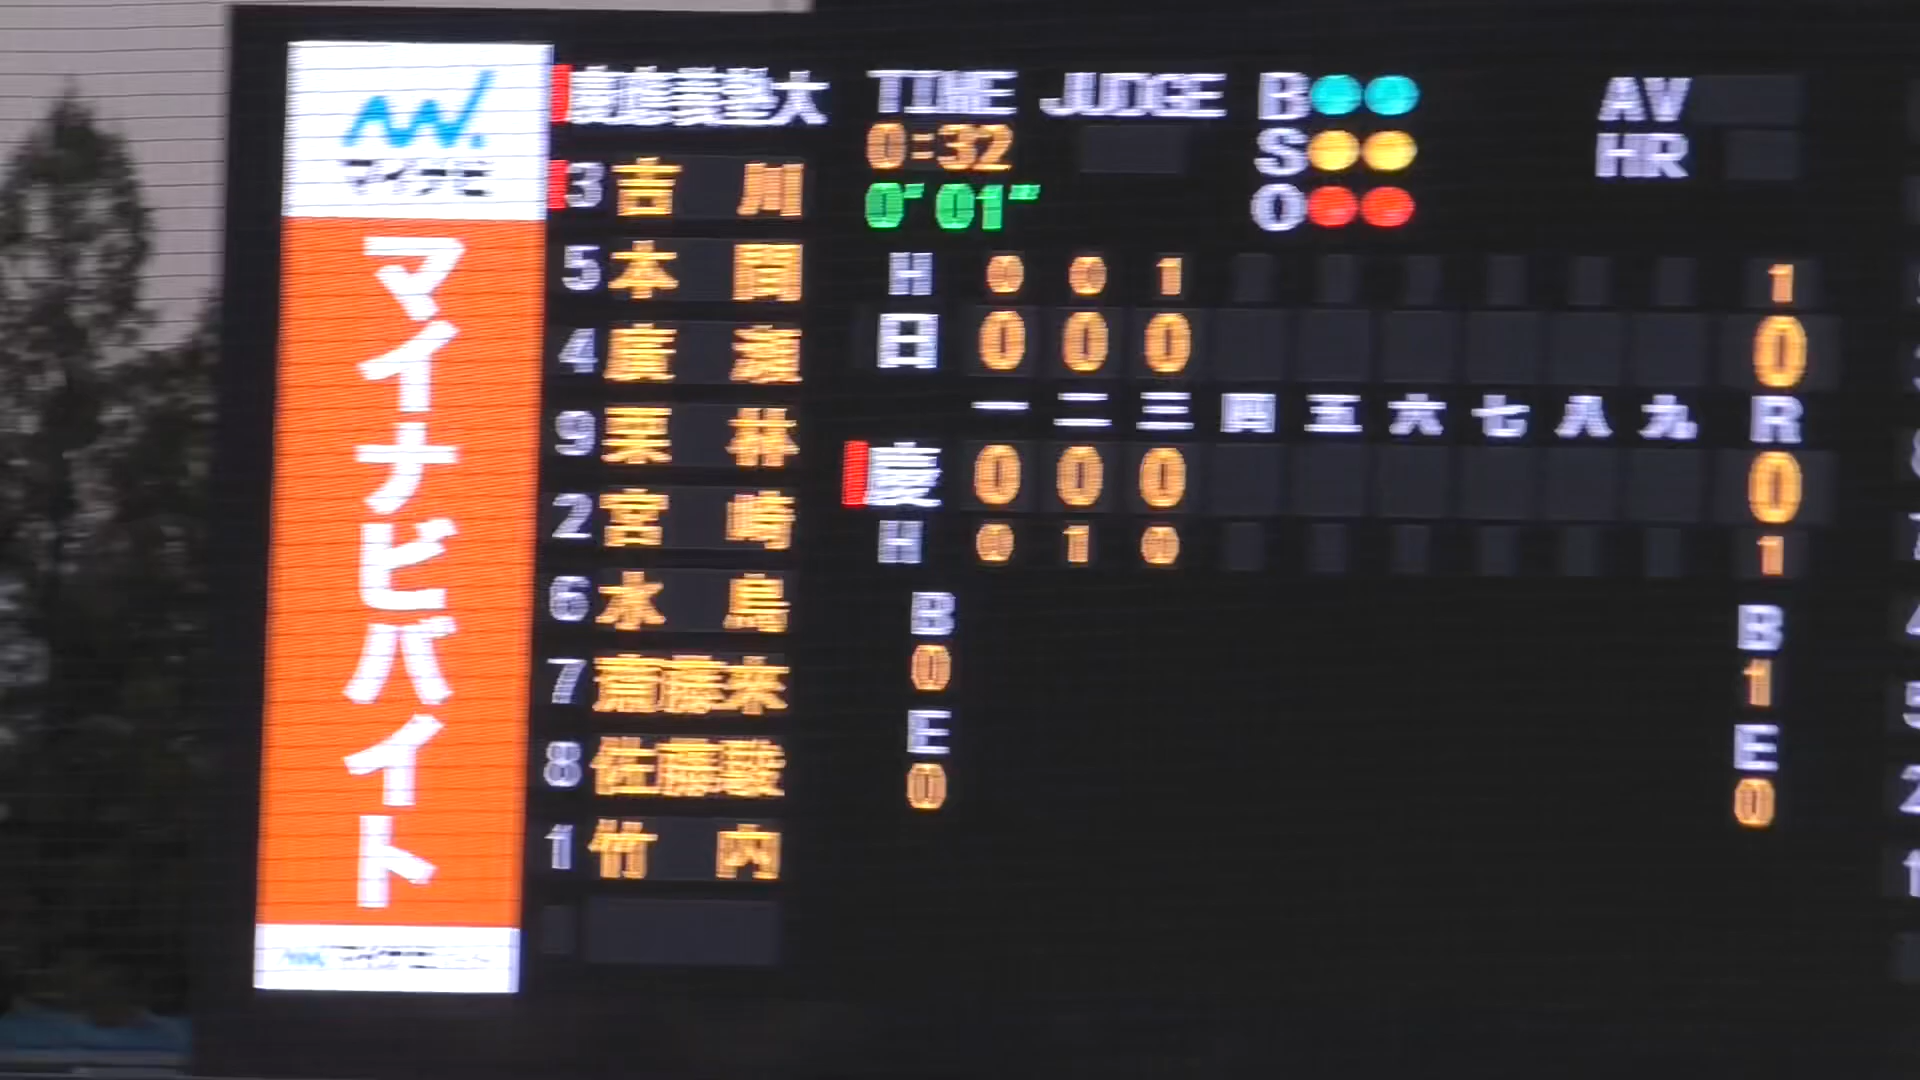 マイナビ
マイナビバイト
慶應義塾大
3 吉川
5 本間
4 廣瀬
9 栗林
2 宮崎
6 水鳥
7 斎藤來
8 佐藤駿
1 竹内
TIME JUDGE
0:32
0′01″
B
S
O
AV
HR
H 0 0 1 1
日 0 0 0 0
一 二 三 四 五 六 七 八 九 R
慶 0 0 0 0
H 0 1 0 1
B B
0 1
E E
0 0